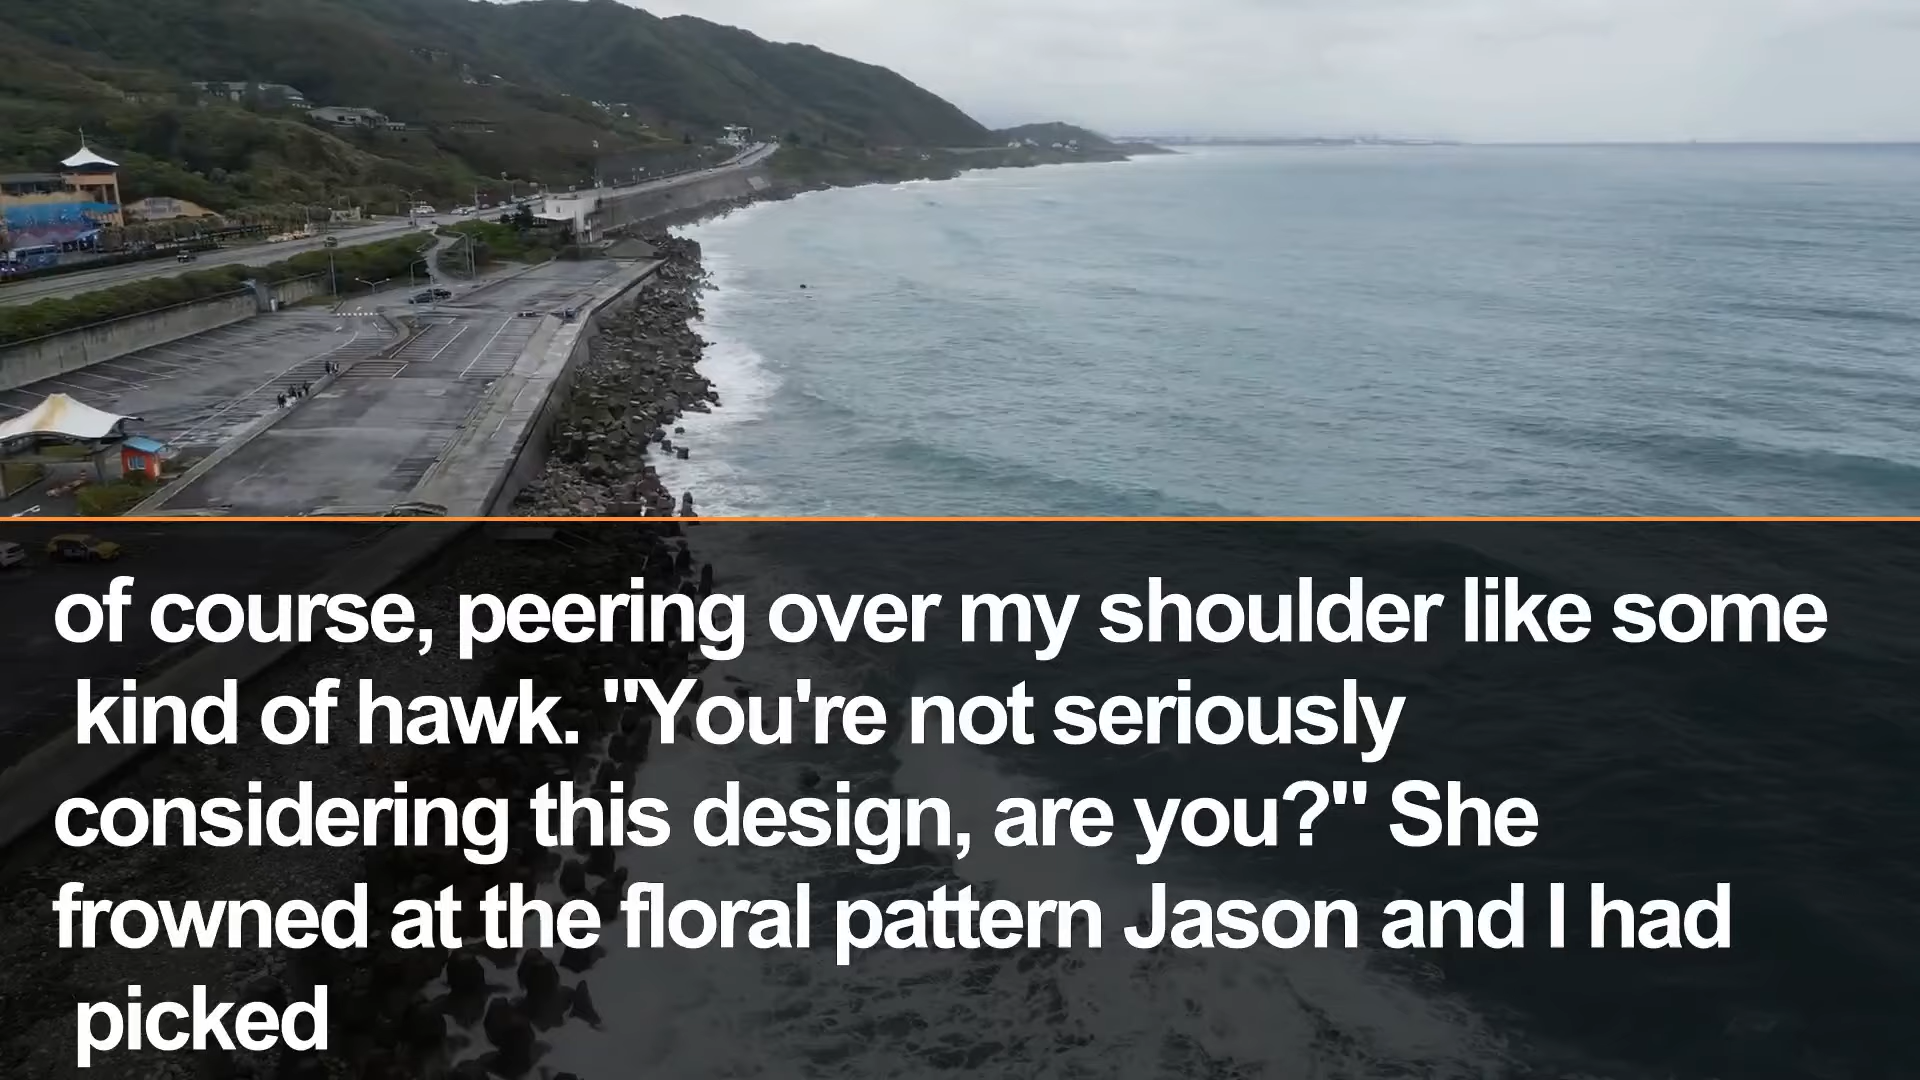 of course, peering over my shoulder like some
kind of hawk. "You're not seriously
considering this design, are you?" She
frowned at the floral pattern Jason and I had
picked